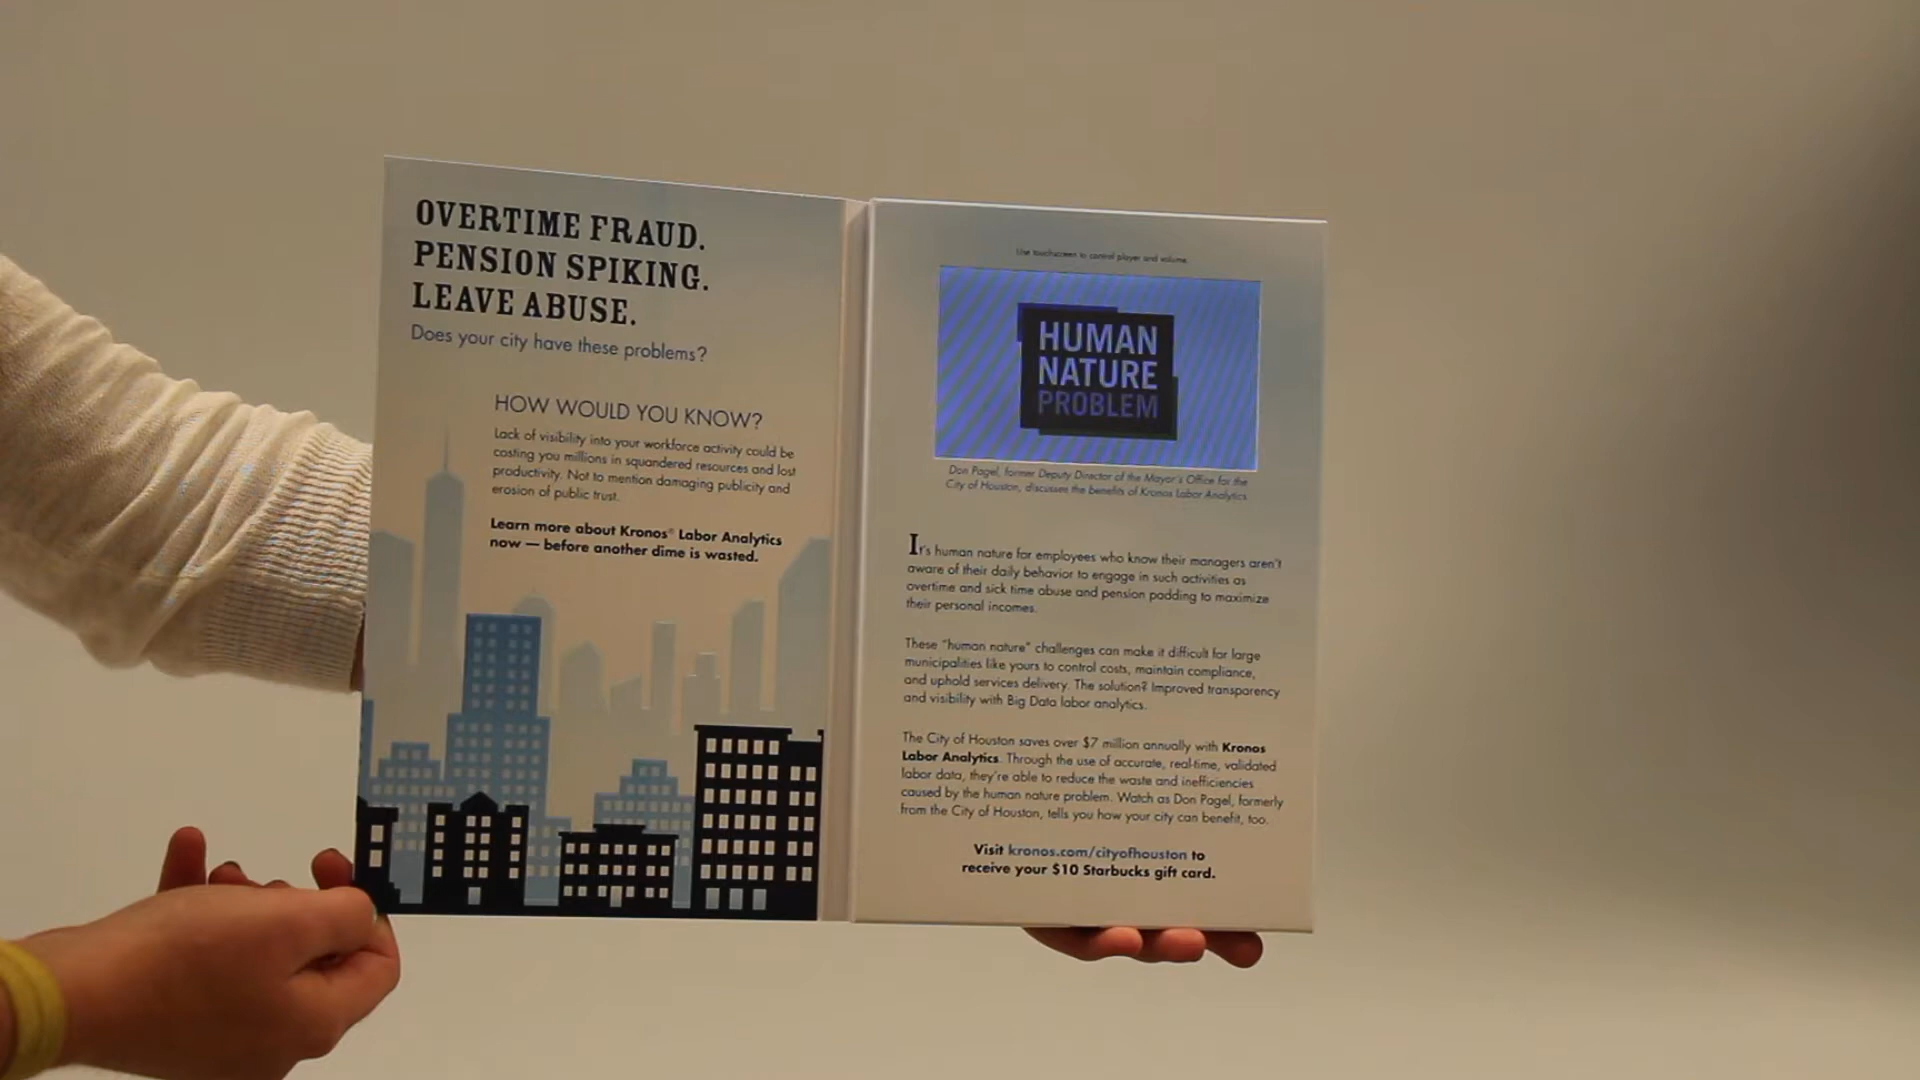 OVERTIME FRAUD.
PENSION SPIKING.
LEAVE ABUSE.
Does your city have these problems?
HOW WOULD YOU KNOW?
Lack of visibility into your workforce activity could be
costing you millions in squandered resources and lost
productivity. Not to mention damaging publicity and
erosion of public trust.
Learn more about Kronos® Labor Analytics
now — before another dime is wasted.
Use touchscreen to control player and volume.
HUMAN
NATURE
PROBLEM
Don Pagel, former Deputy Director of the Mayor's Office for the
City of Houston, discusses the benefits of Kronos Labor Analytics
It's human nature for employees who know their managers aren't
aware of their daily behavior to engage in such activities as
overtime and sick time abuse and pension padding to maximize
their personal incomes.
These "human nature" challenges can make it difficult for large
municipalities like yours to control costs, maintain compliance,
and uphold services delivery. The solution? Improved transparency
and visibility with Big Data labor analytics.
The City of Houston saves over $7 million annually with Kronos
Labor Analytics. Through the use of accurate, real-time, validated
labor data, they're able to reduce the waste and inefficiencies
caused by the human nature problem. Watch as Don Pagel, formerly
from the City of Houston, tells you how your city can benefit, too.
Visit kronos.com/cityofhouston to
receive your $10 Starbucks gift card.